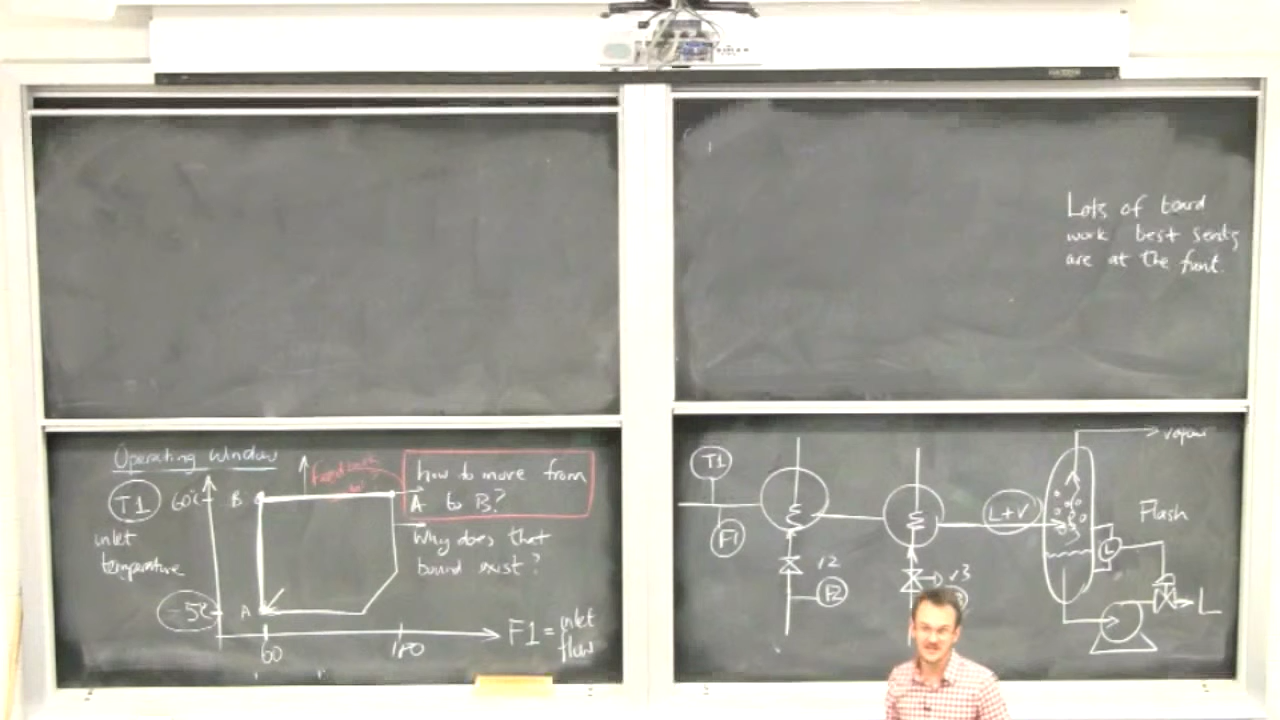 Lots of board
work best seats
are at the front.
Operating window
T1
60°C
B
Feedback
how to move from
A to B?
inlet
temperature
Why does that
bound exist?
-5°C
A
60
180
F1 = inlet
flow
T1
F1
v2
F2
v3
L+V
vapour
Flash
L
L